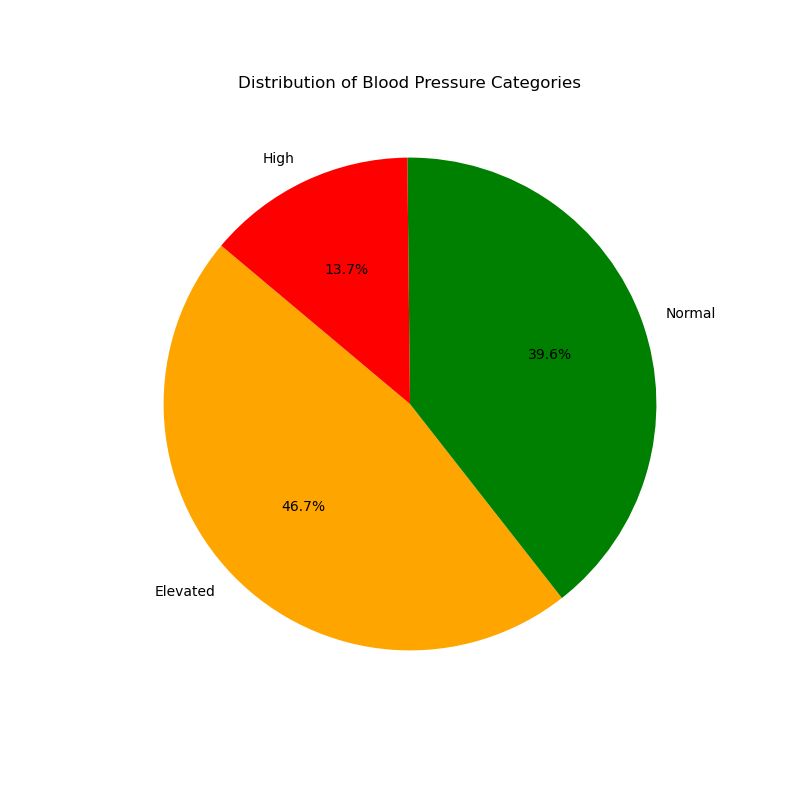 Distribution of Blood Pressure Categories
High
13.7%
Normal
39.6%
46.7%
Elevated